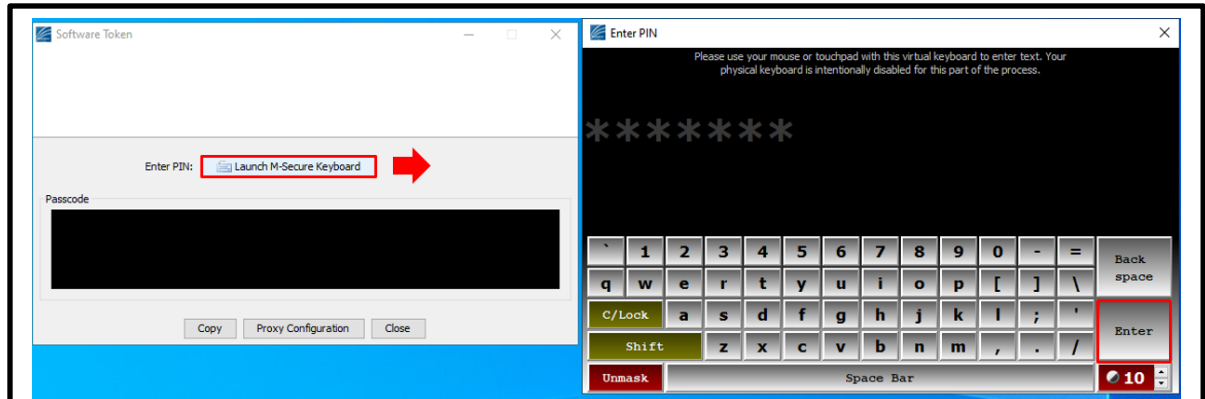 Software Token
Enter PIN: Launch M-Secure Keyboard
Passcode
Copy Proxy Configuration Close
Enter PIN
Please use your mouse or touchpad with this virtual keyboard to enter text. Your
physical keyboard is intentionally disabled for this part of the process.
*******
` 1 2 3 4 5 6 7 8 9 0 - = Back space
q w e r t y u i o p [ ] \
C/Lock a s d f g h j k l ; ' Enter
Shift z x c v b n m , . /
Unmask Space Bar 10